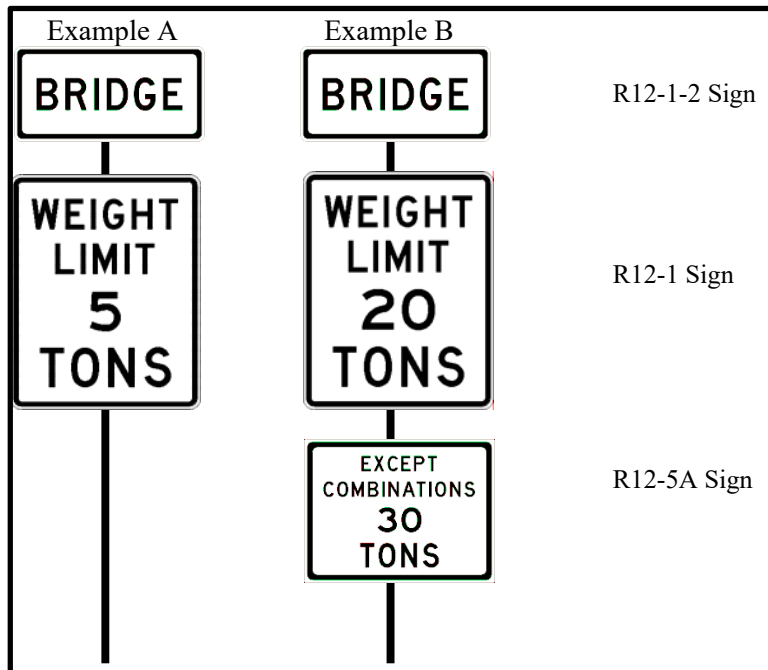 Example A
Example B
BRIDGE
BRIDGE
R12-1-2 Sign
WEIGHT
LIMIT
5
TONS
WEIGHT
LIMIT
20
TONS
R12-1 Sign
EXCEPT
COMBINATIONS
30
TONS
R12-5A Sign